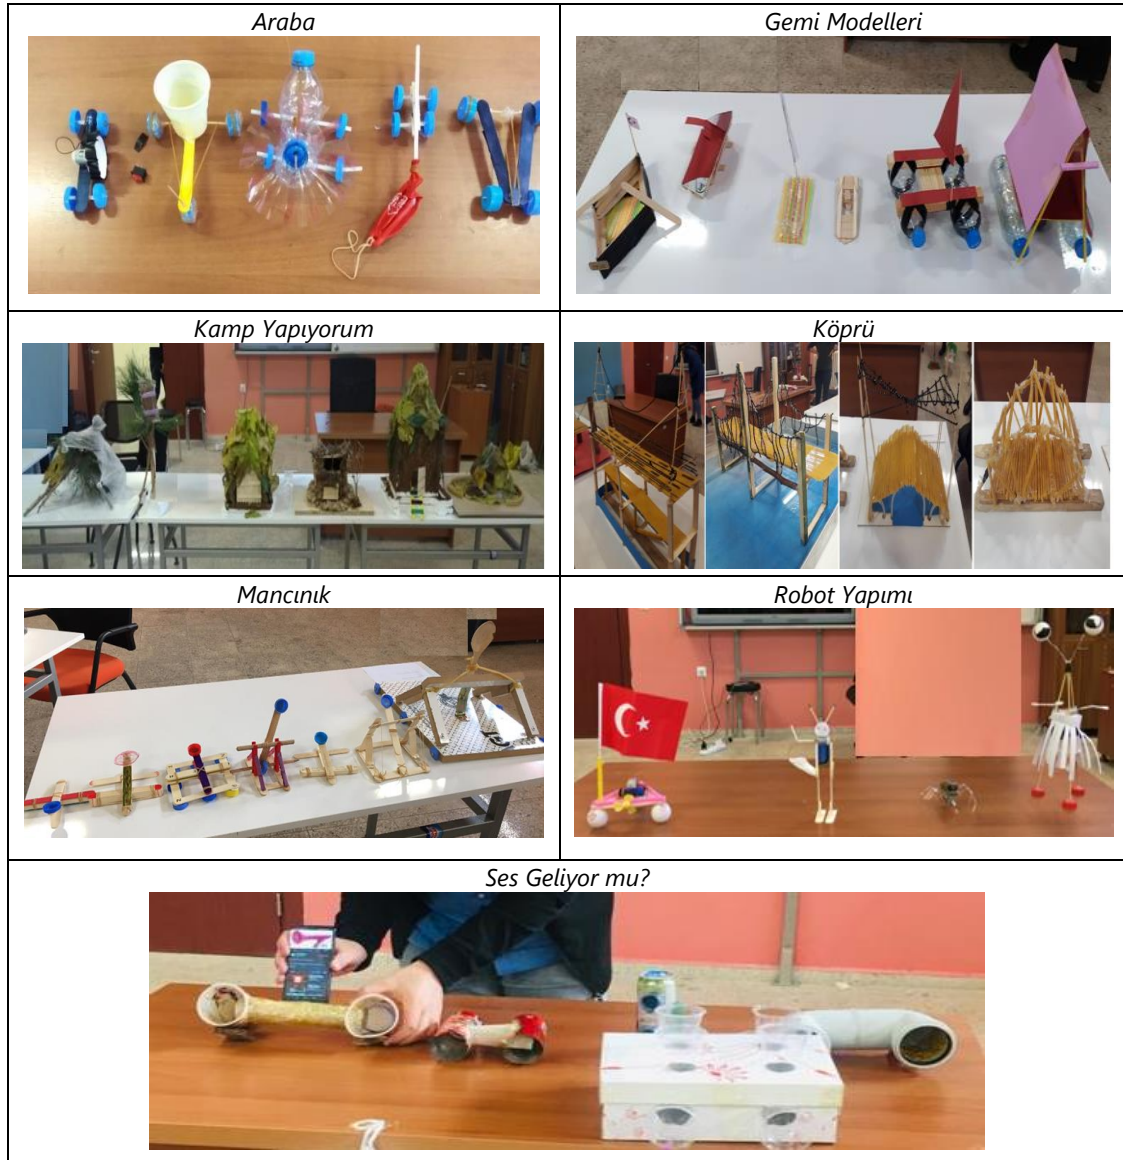 Araba
Gemi Modelleri
Kamp Yapıyorum
Köprü
Mancınık
Robot Yapımı
Ses Geliyor mu?